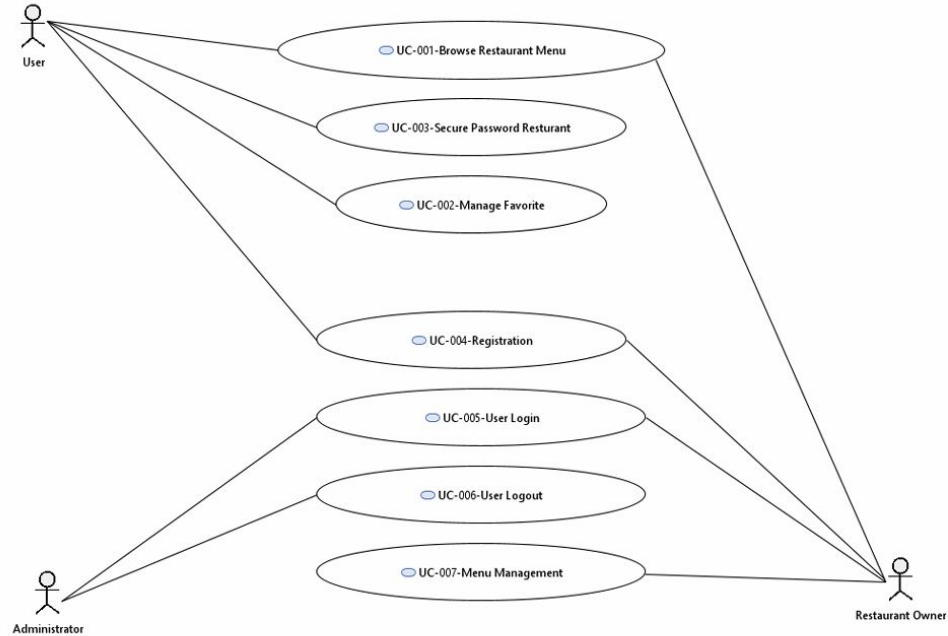 User
UC-001-Browse Restaurant Menu
UC-003-Secure Password Resturant
UC-002-Manage Favorite
UC-004-Registration
UC-005-User Login
UC-006-User Logout
UC-007-Menu Management
Restaurant Owner
Administrator